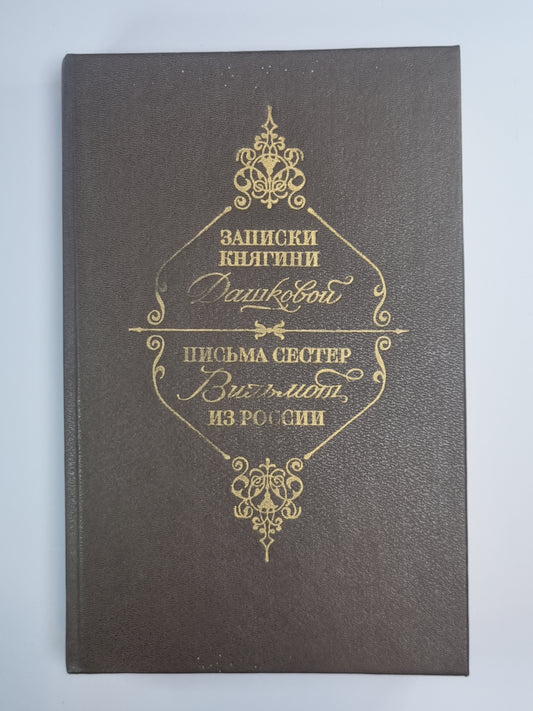 ЗАПИСКИ
КНЯГИНИ
Дашковой
ПИСЬМА СЕСТЕР
Вильмот
ИЗ РОССИИ